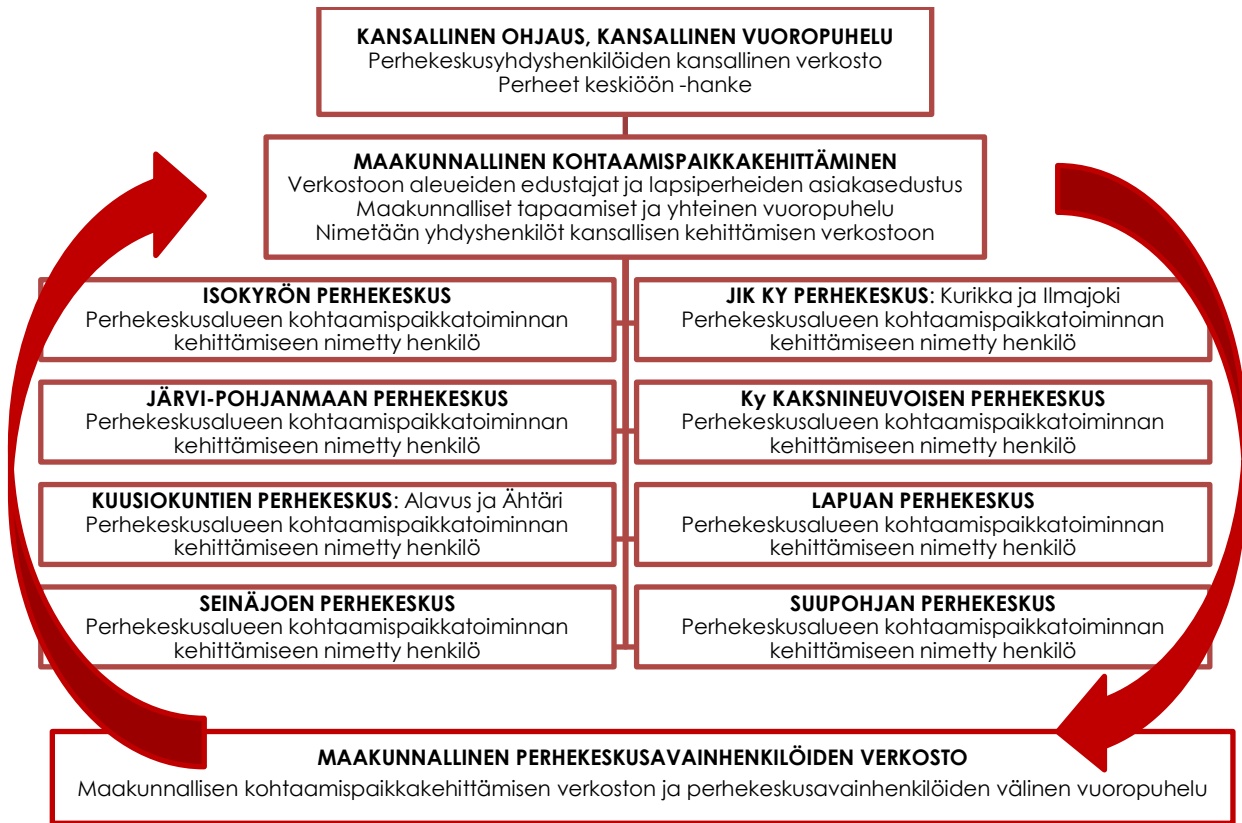 KANSALLINEN OHJAUS, KANSALLINEN VUOROPUHELU
Perhekeskusyhdyshenkilöiden kansallinen verkosto
Perheet keskiöön -hanke
MAAKUNNALLINEN KOHTAAMISPAIKKAKEHITTÄMINEN
Verkostoon aleueiden edustajat ja lapsiperheiden asiakasedustus
Maakunnalliset tapaamiset ja yhteinen vuoropuhelu
Nimetään yhdyshenkilöt kansallisen kehittämisen verkostoon
ISOKYRÖN PERHEKESKUS
Perhekeskusalueen kohtaamispaikkatoiminnan
kehittämiseen nimetty henkilö
JIK KY PERHEKESKUS: Kurikka ja Ilmajoki
Perhekeskusalueen kohtaamispaikkatoiminnan
kehittämiseen nimetty henkilö
JÄRVI-POHJANMAAN PERHEKESKUS
Perhekeskusalueen kohtaamispaikkatoiminnan
kehittämiseen nimetty henkilö
Ky KAKSNINEUVOISEN PERHEKESKUS
Perhekeskusalueen kohtaamispaikkatoiminnan
kehittämiseen nimetty henkilö
KUUSIOKUNTIEN PERHEKESKUS: Alavus ja Ähtäri
Perhekeskusalueen kohtaamispaikkatoiminnan
kehittämiseen nimetty henkilö
LAPUAN PERHEKESKUS
Perhekeskusalueen kohtaamispaikkatoiminnan
kehittämiseen nimetty henkilö
SEINÄJOEN PERHEKESKUS
Perhekeskusalueen kohtaamispaikkatoiminnan
kehittämiseen nimetty henkilö
SUUPOHJAN PERHEKESKUS
Perhekeskusalueen kohtaamispaikkatoiminnan
kehittämiseen nimetty henkilö
MAAKUNNALLINEN PERHEKESKUSAVAINHENKILÖIDEN VERKOSTO
Maakunnallisen kohtaamispaikkakehittämisen verkoston ja perhekeskusavainhenkilöiden välinen vuoropuhelu